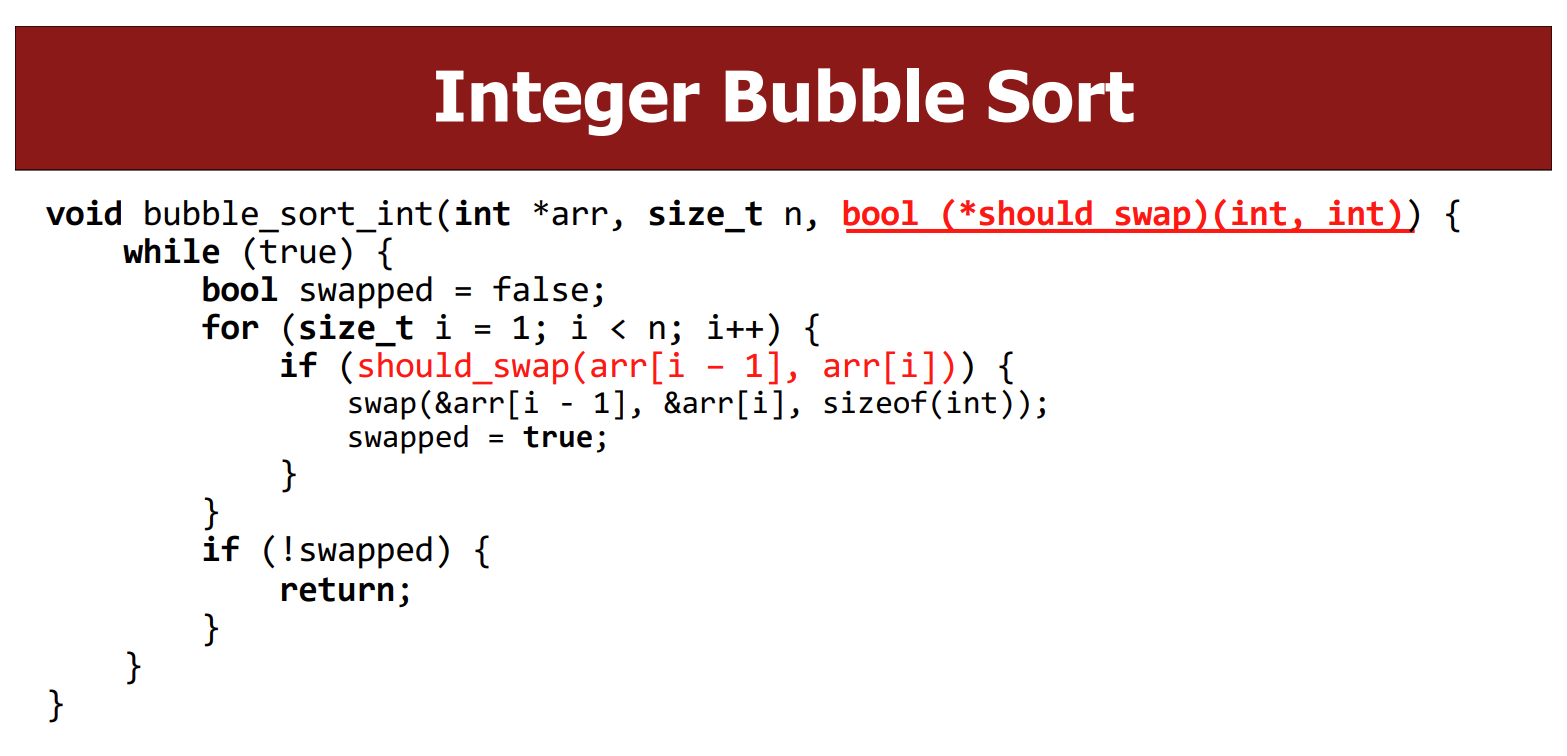 Integer Bubble Sort
void bubble_sort_int(int *arr, size_t n, bool (*should_swap)(int, int)) {
    while (true) {
        bool swapped = false;
        for (size_t i = 1; i < n; i++) {
            if (should_swap(arr[i – 1], arr[i])) {
                swap(&arr[i - 1], &arr[i], sizeof(int));
                swapped = true;
            }
        }
        if (!swapped) {
            return;
        }
    }
}